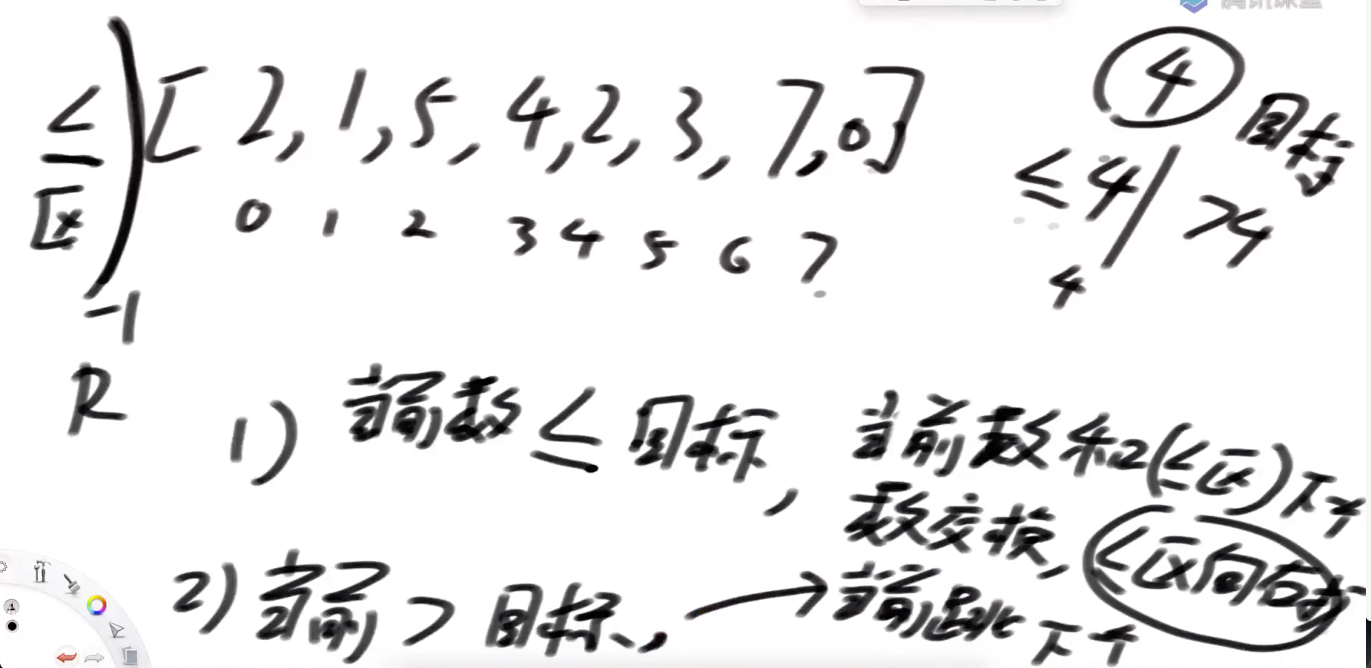 ≤ [2, 1, 5, 4, 2, 3, 7, 0] ④ 目标
区 0 1 2 3 4 5 6 7 ≤4 / >4
-1 4
R
1) 当前数 ≤ 目标, 当前数和(≤区)下一
数交换, ≤区向右扩
2) 当前 > 目标, → 当前跳下一个